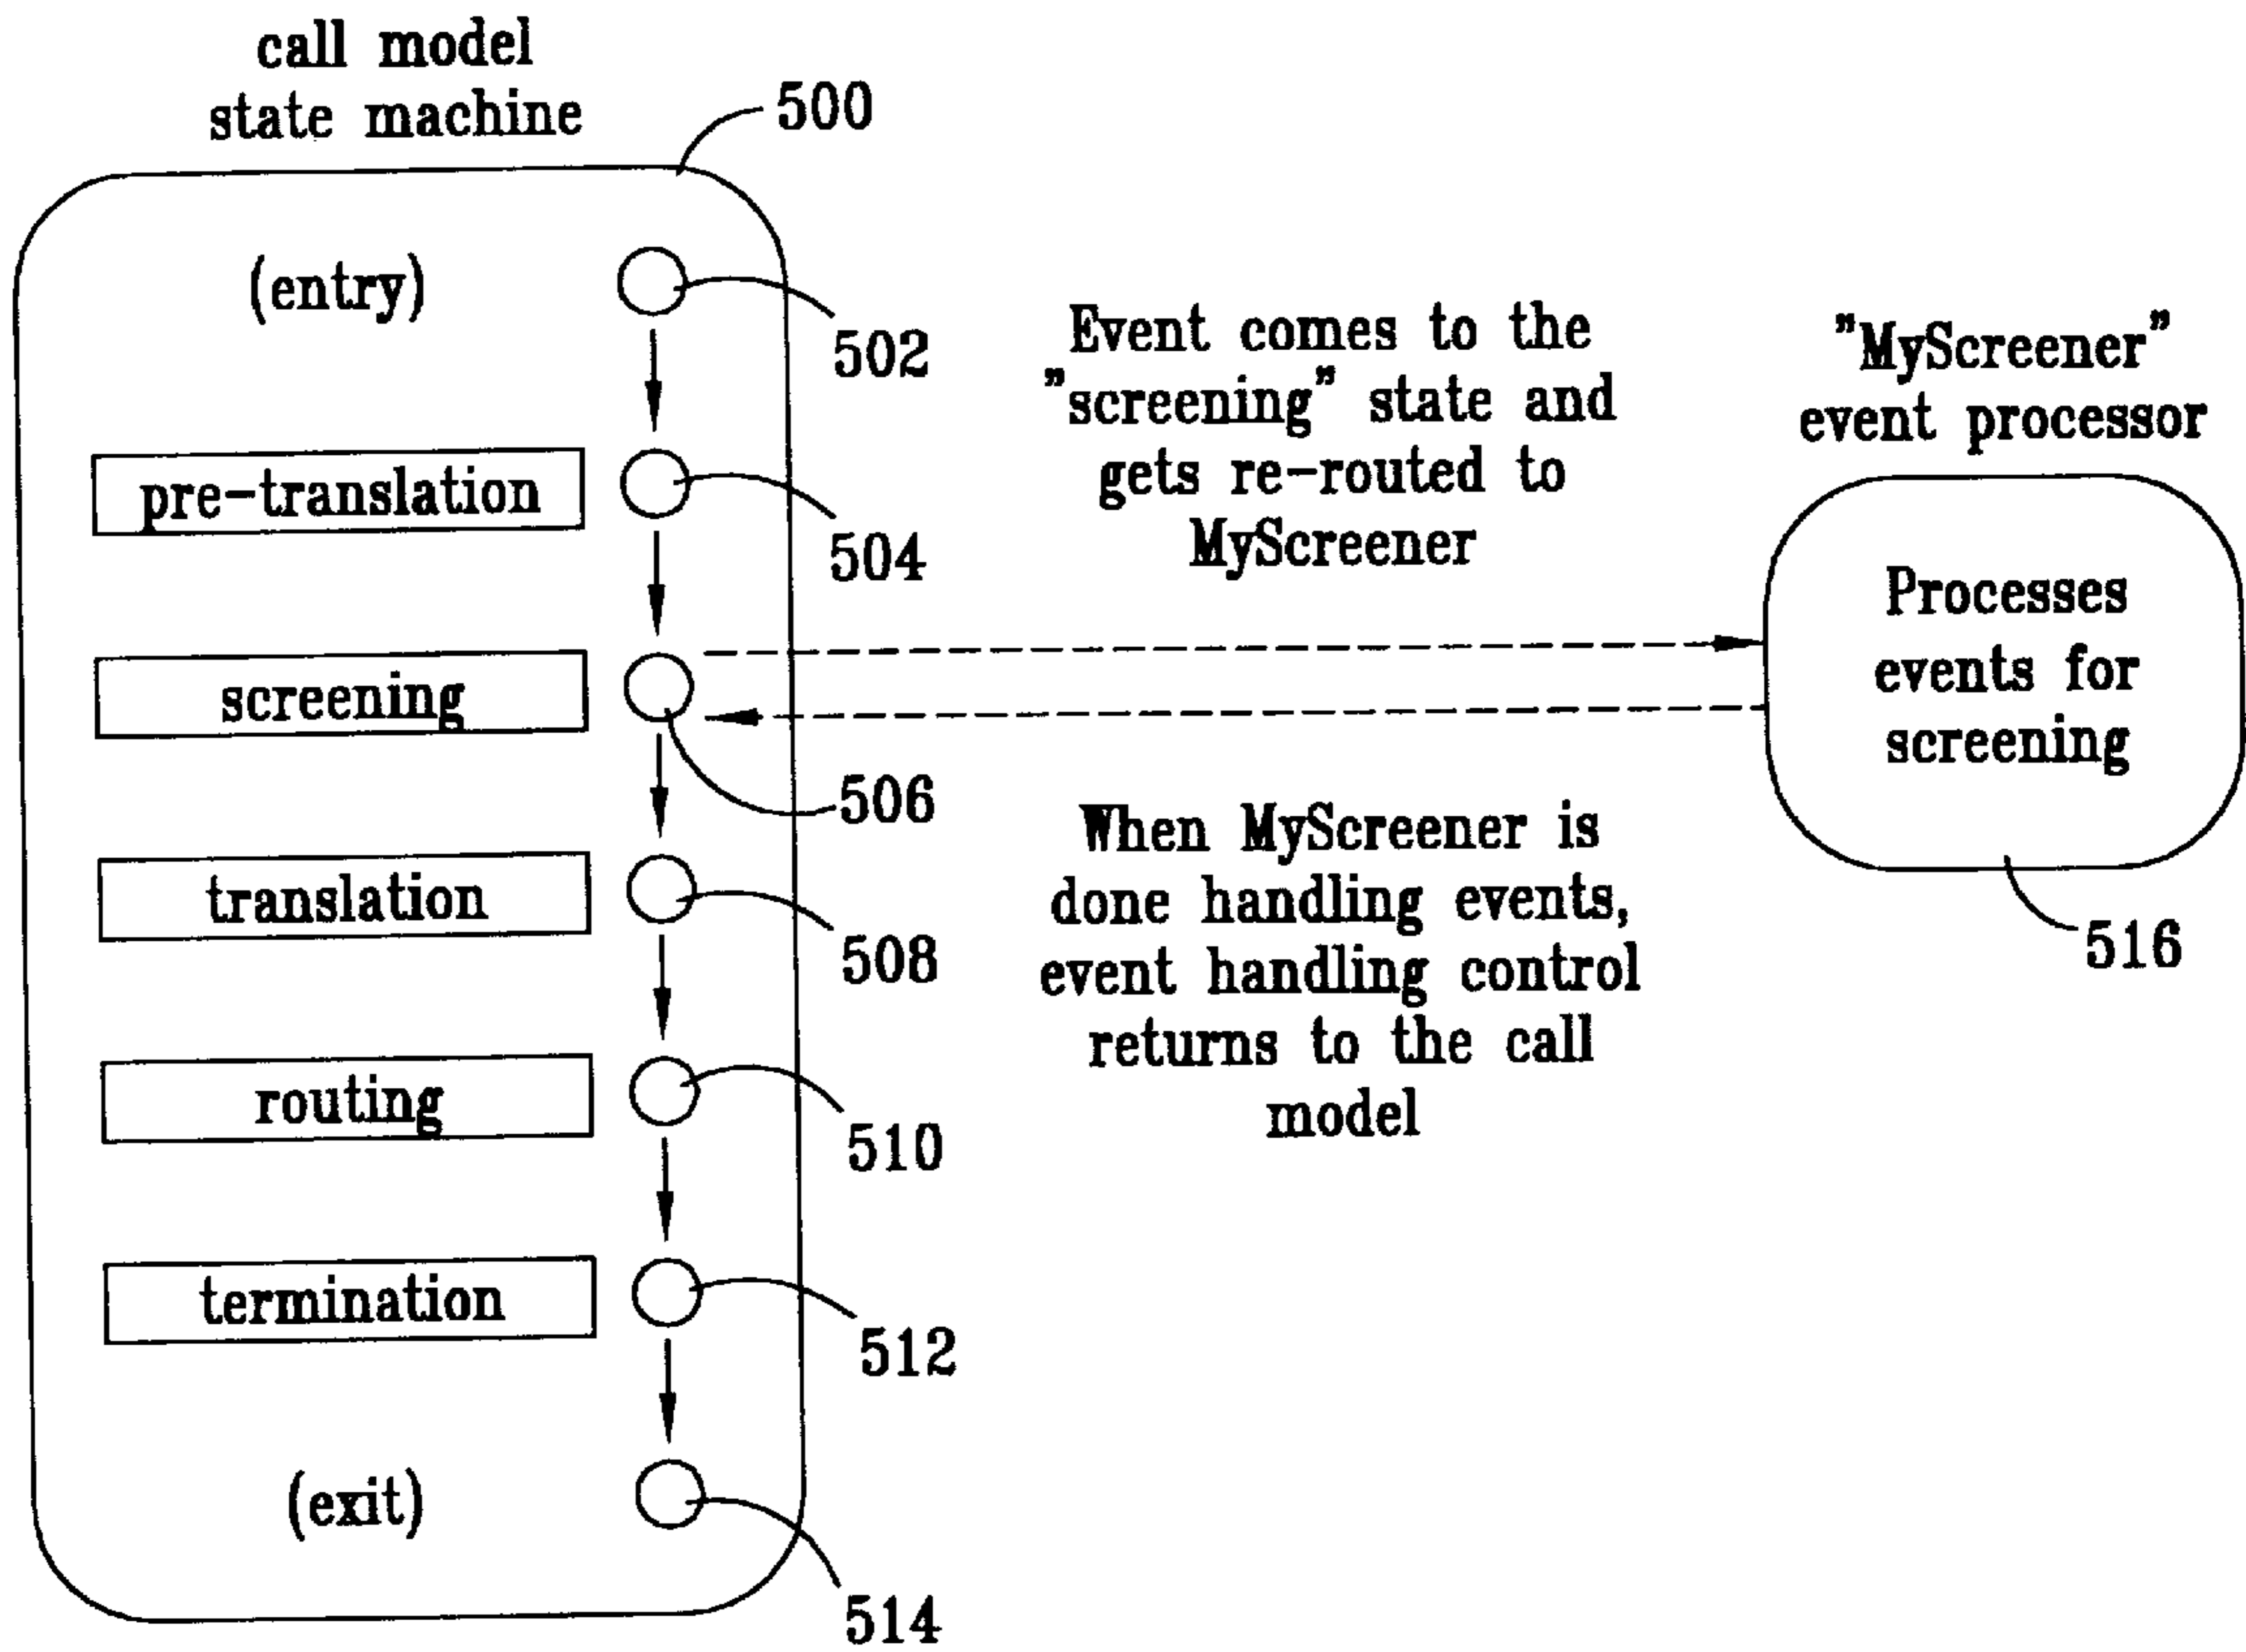 call model
state machine
500
(entry)
502
pre-translation
504
screening
506
translation
508
routing
510
termination
512
(exit)
514
Event comes to the
"screening" state and
gets re-routed to
MyScreener
When MyScreener is
done handling events,
event handling control
returns to the call
model
"MyScreener"
event processor
Processes
events for
screening
516